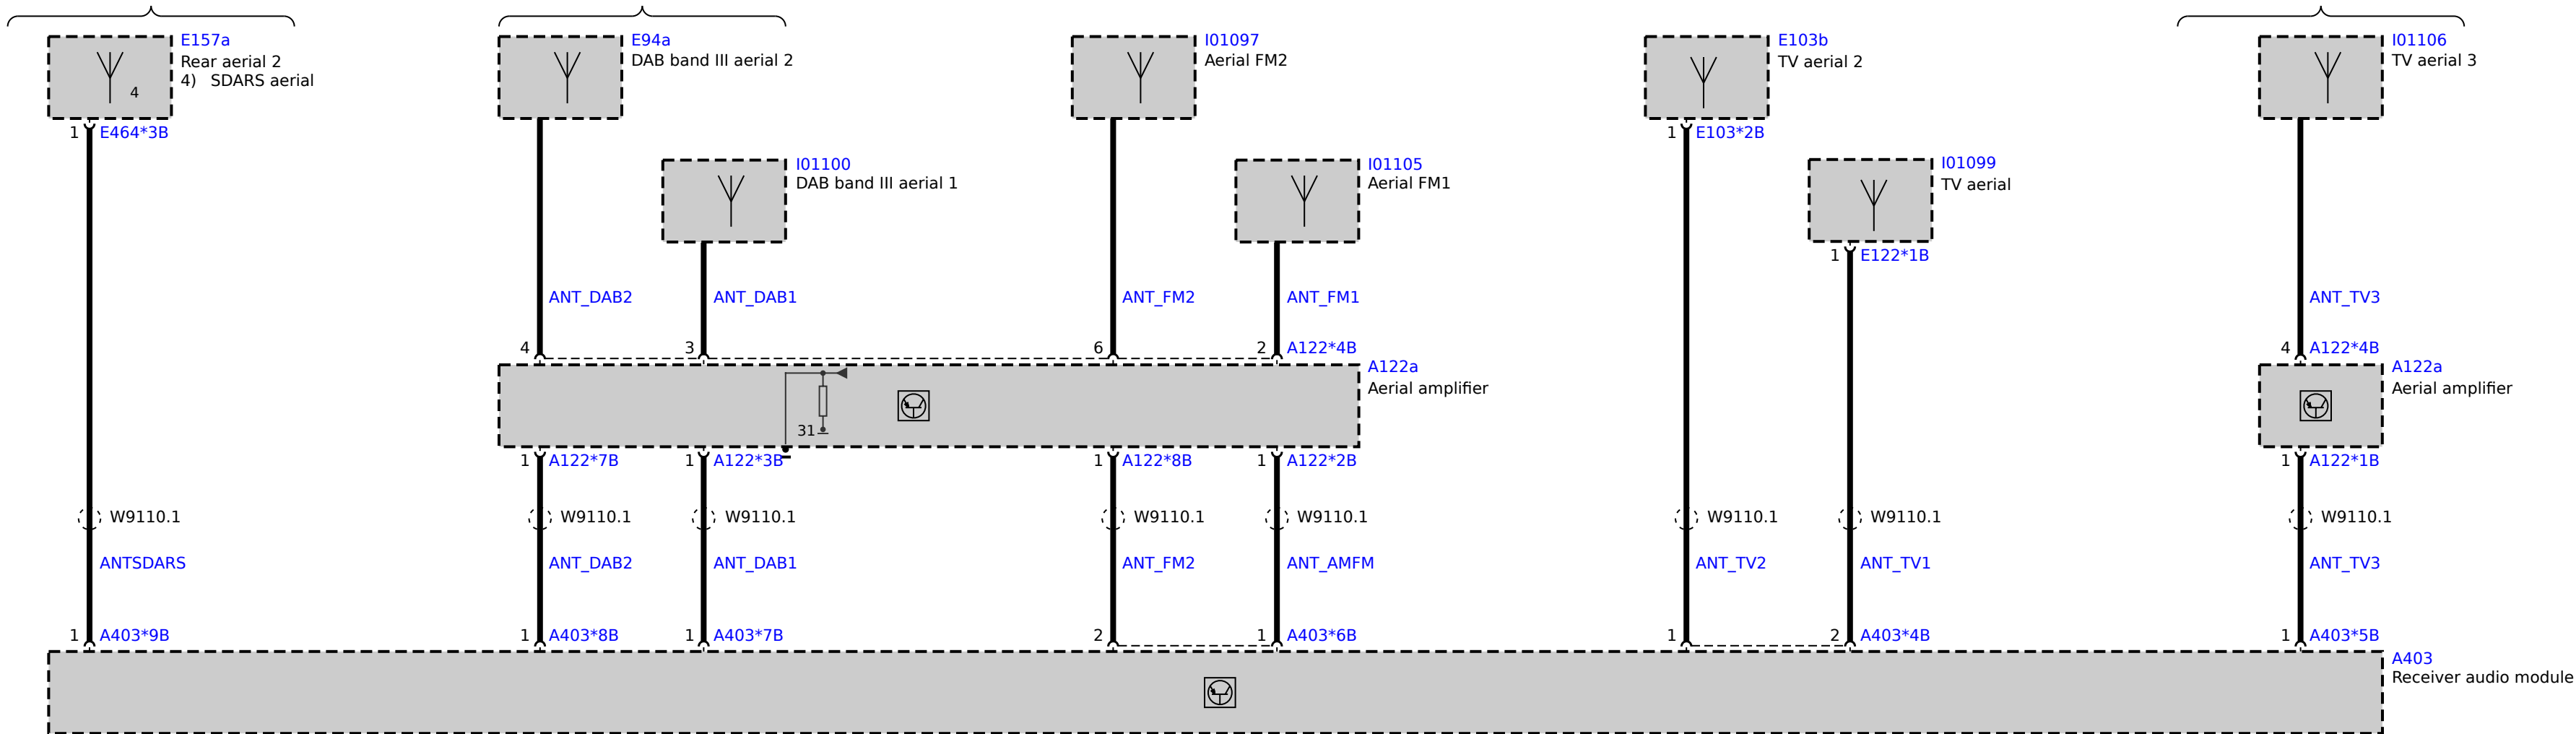 E157a
Rear aerial 2
4) SDARS aerial
4
1 E464*3B
E94a
DAB band III aerial 2
I01097
Aerial FM2
E103b
TV aerial 2
1 E103*2B
I01106
TV aerial 3
I01100
DAB band III aerial 1
I01105
Aerial FM1
I01099
TV aerial
1 E122*1B
ANT_DAB2
ANT_DAB1
ANT_FM2
ANT_FM1
ANT_TV3
4
3
6
2 A122*4B
4 A122*4B
A122a
Aerial amplifier
A122a
Aerial amplifier
31
1 A122*7B
1 A122*3B
1 A122*8B
1 A122*2B
1 A122*1B
W9110.1
W9110.1
W9110.1
W9110.1
W9110.1
W9110.1
W9110.1
W9110.1
ANTSDARS
ANT_DAB2
ANT_DAB1
ANT_FM2
ANT_AMFM
ANT_TV2
ANT_TV1
ANT_TV3
1 A403*9B
1 A403*8B
1 A403*7B
2
1 A403*6B
1
2 A403*4B
1 A403*5B
A403
Receiver audio module